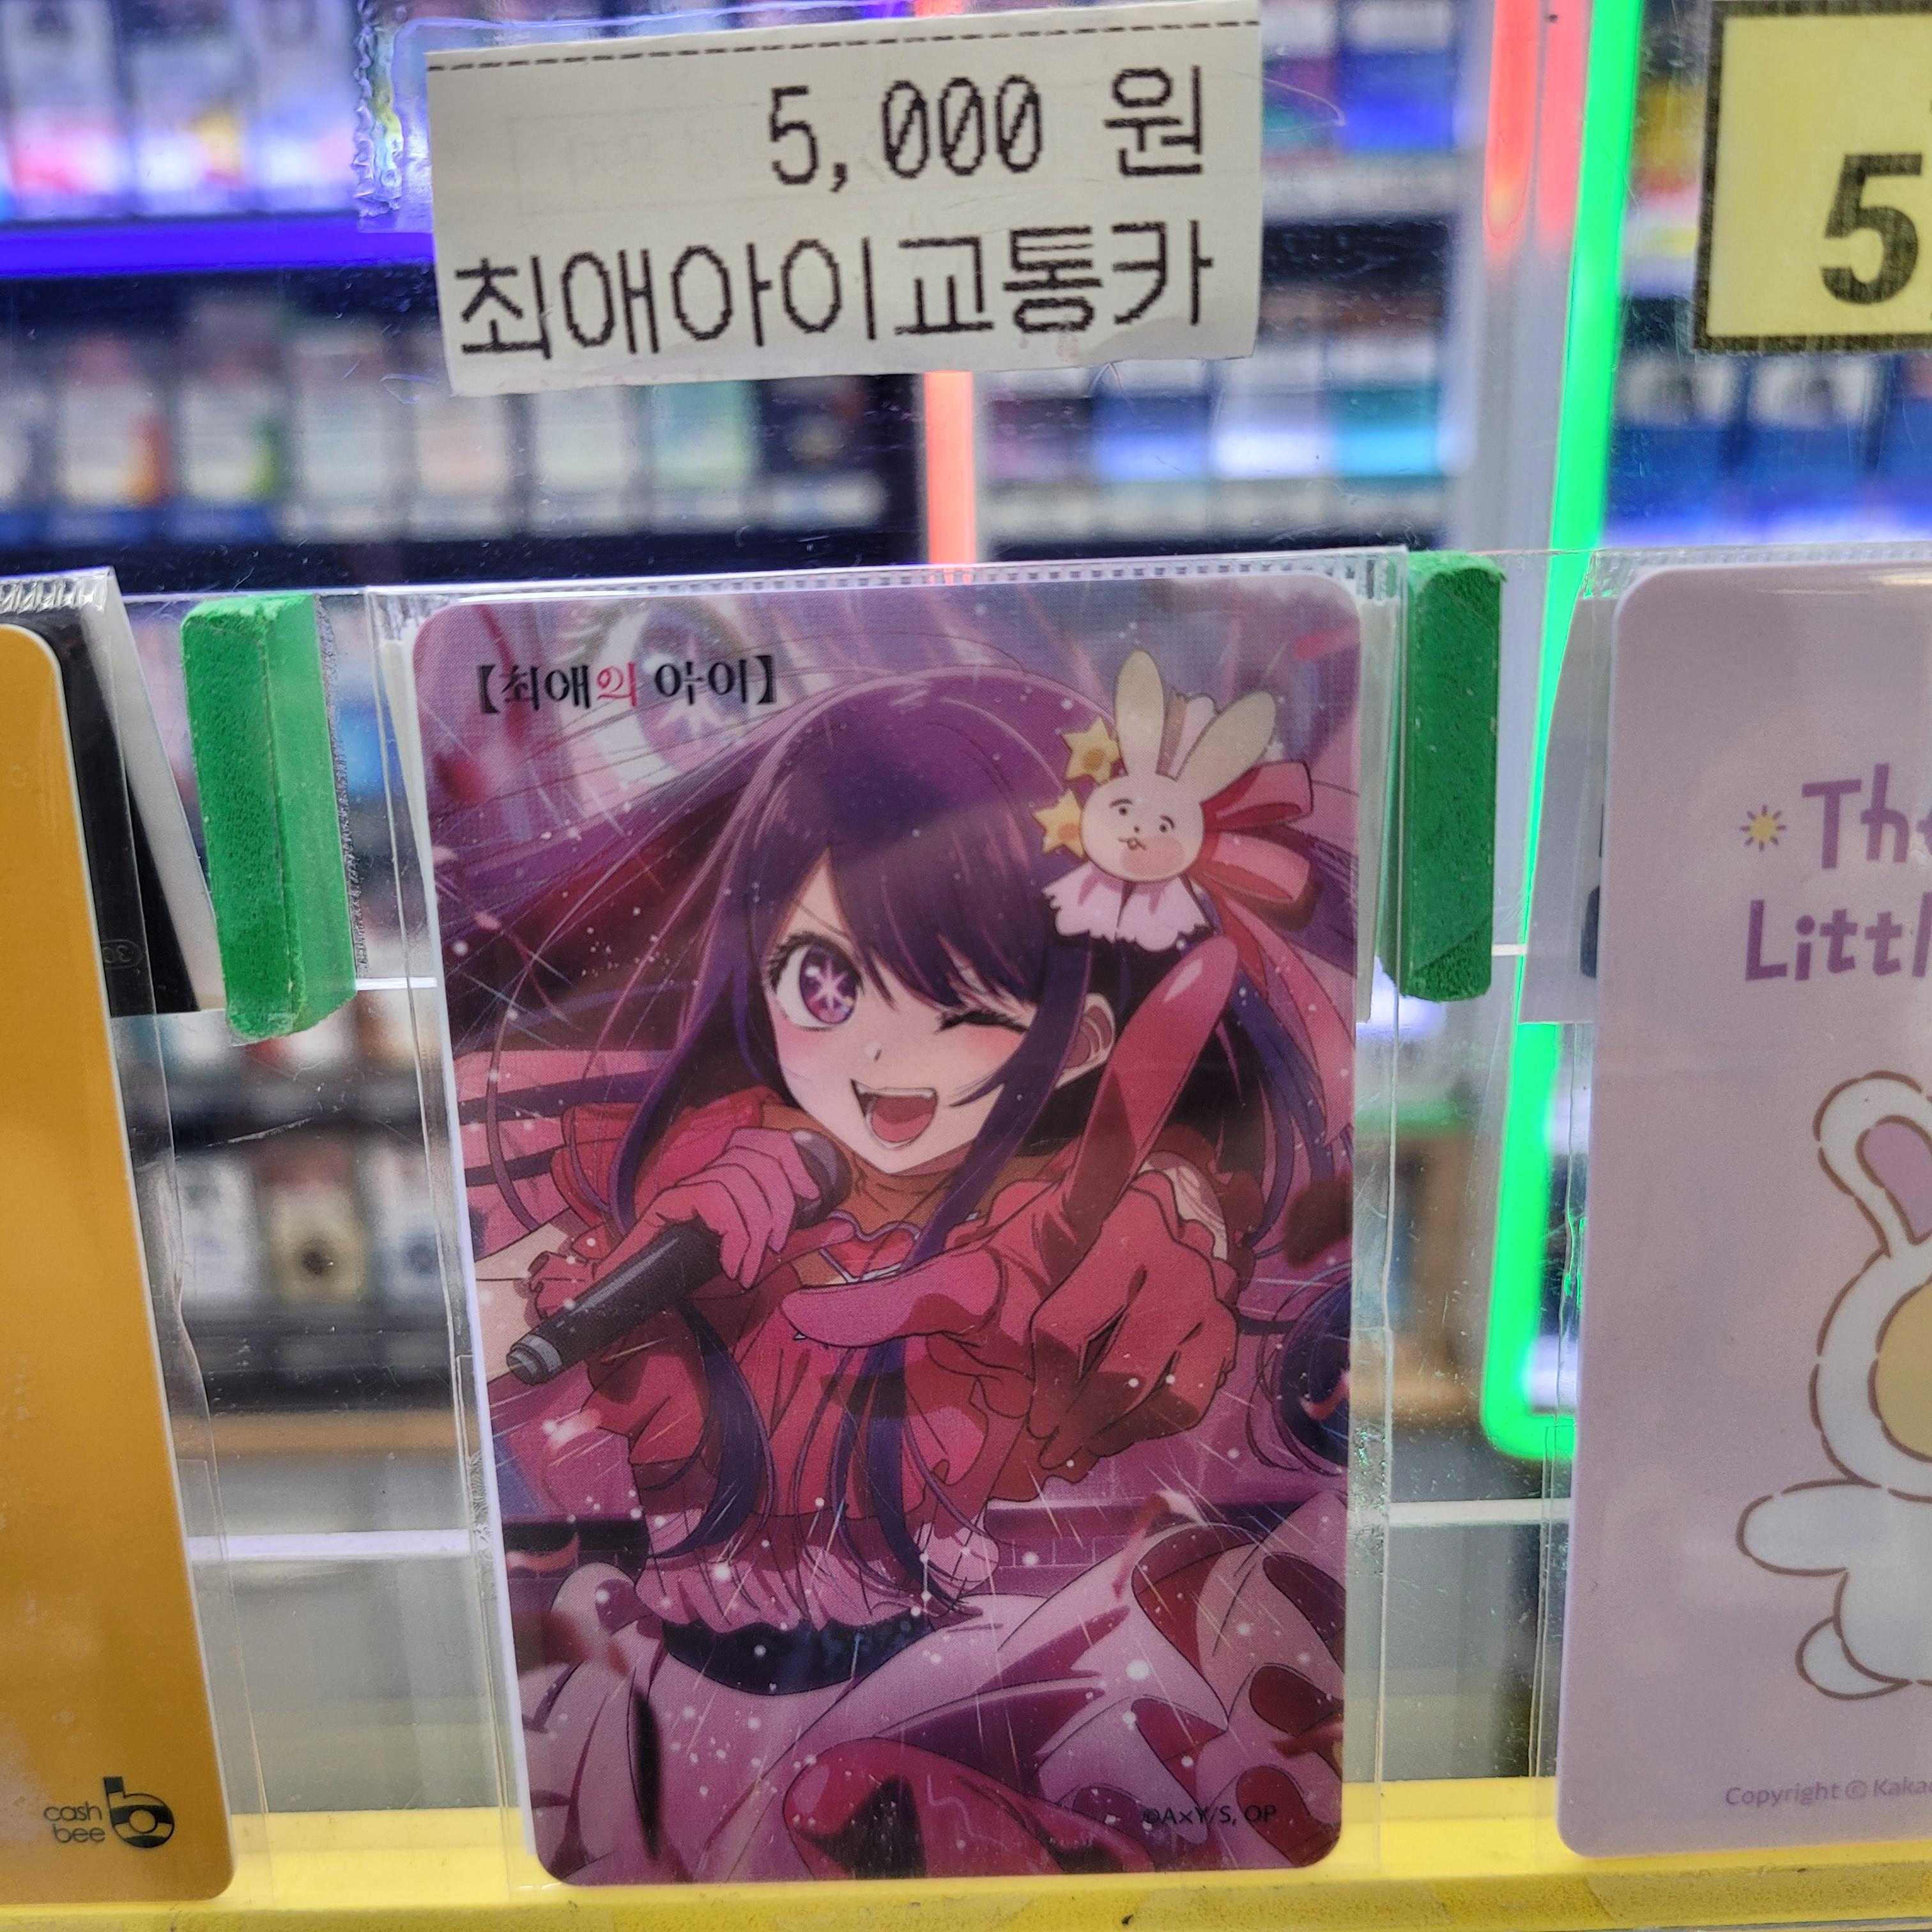 5,000 원
최애아이교통카
5
【최애의 아이】
The
Littl
cash
bee
©A×Y/S, OP
Copyright © Kaka